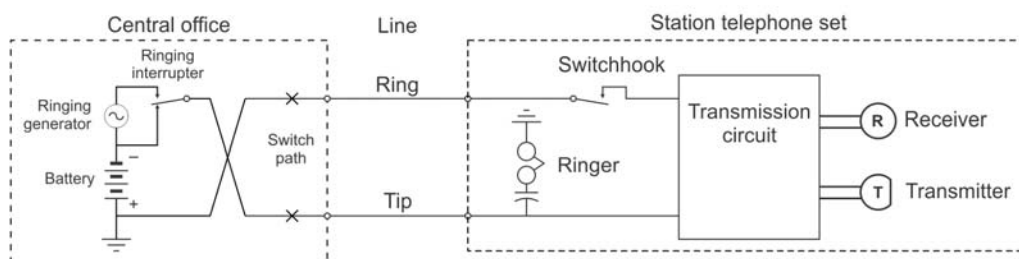 Central office
Line
Station telephone set
Ringing
interrupter
Ringing
generator
Battery
−
+
Switch
path
Ring
Tip
Switchhook
Ringer
Transmission
circuit
R
Receiver
T
Transmitter